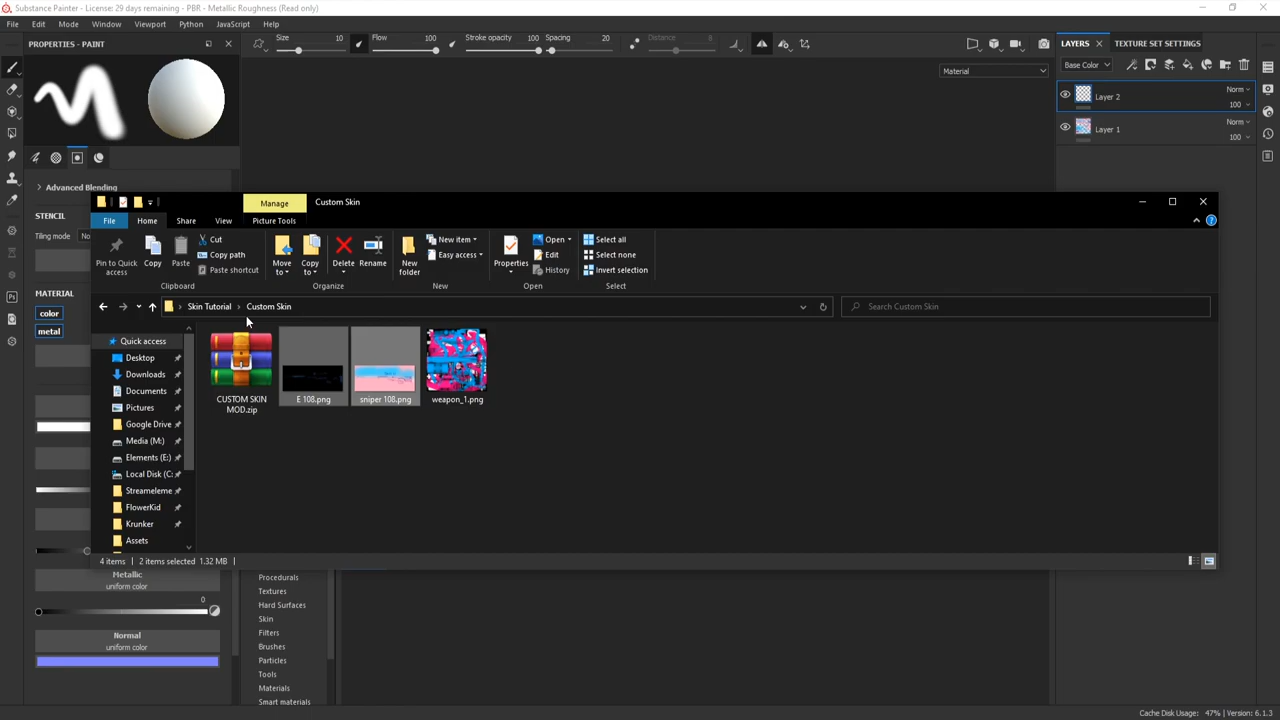 Substance Painter - License: 29 days remaining - PBR - Metallic Roughness (Read only)
File Edit Mode Window Viewport Python JavaScript Help
PROPERTIES - PAINT
Size 10
Flow 100
Stroke opacity 100
Spacing 20
Distance 8
LAYERS
TEXTURE SET SETTINGS
Material
Base Color
Layer 2
Norm
100
Layer 1
Norm
100
Advanced Blending
STENCIL
Tiling mode
MATERIAL
color
metal
Manage
Custom Skin
File Home Share View Picture Tools
Pin to Quick access
Copy
Paste
Cut
Copy path
Paste shortcut
Clipboard
Move to
Copy to
Delete
Rename
Organize
New folder
New item
Easy access
New
Properties
Open
Edit
History
Open
Select all
Select none
Invert selection
Select
Skin Tutorial > Custom Skin
Search Custom Skin
Quick access
Desktop
Downloads
Documents
Pictures
Google Drive
Media (M:)
Elements (E:)
Local Disk (C:
Streameleme
FlowerKid
Krunker
Assets
CUSTOM SKIN MOD.zip
E 108.png
sniper 108.png
weapon_1.png
4 items 2 items selected 1.32 MB
Metallic
uniform color
0
Normal
uniform color
Procedurals
Textures
Hard Surfaces
Skin
Filters
Brushes
Particles
Tools
Materials
Smart materials
Cache Disk Usage: 47% | Version: 6.1.3